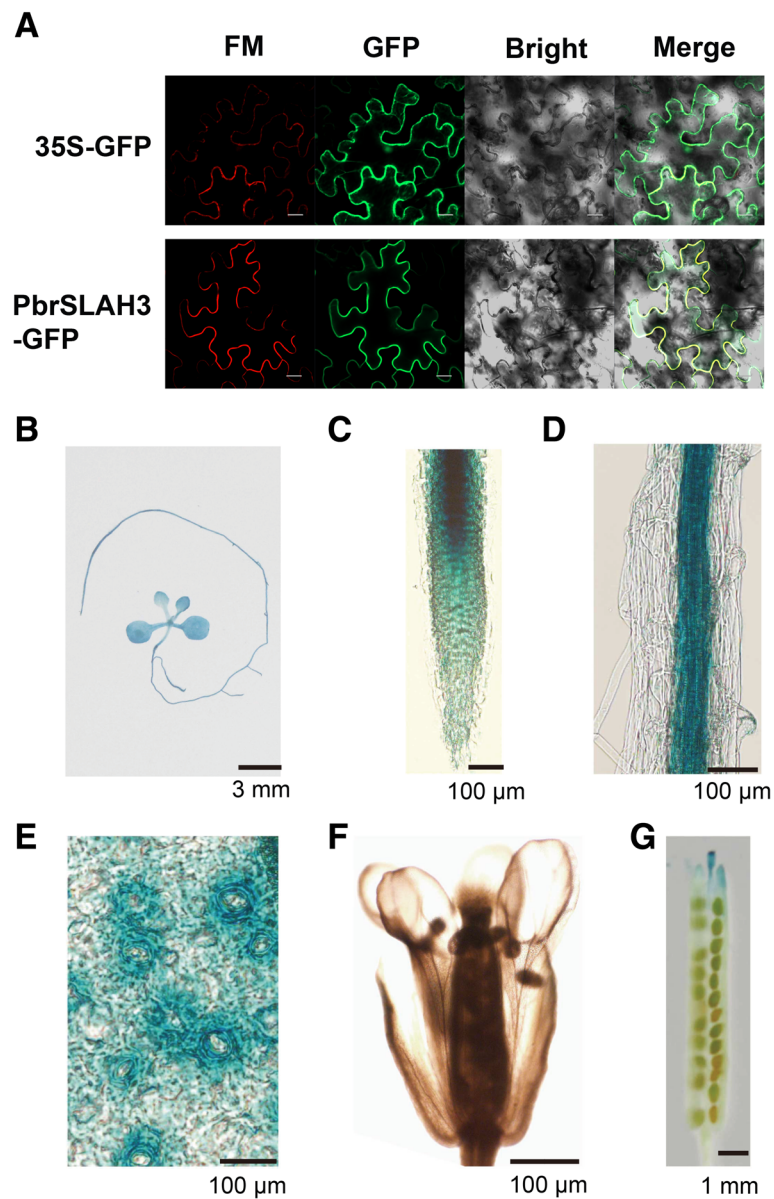 A
FM GFP Bright Merge
35S-GFP
PbrSLAH3
-GFP
B C D
3 mm 100 μm 100 μm
E F G
100 μm 100 μm 1 mm